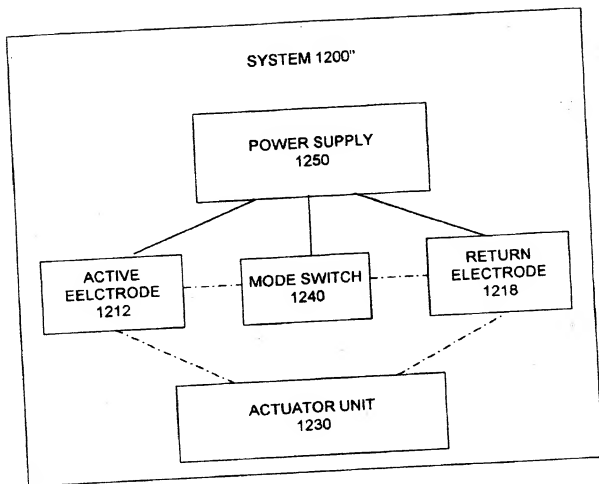 SYSTEM 1200"
POWER SUPPLY
1250
ACTIVE
EELCTRODE
1212
MODE SWITCH
1240
RETURN
ELECTRODE
1218
ACTUATOR UNIT
1230